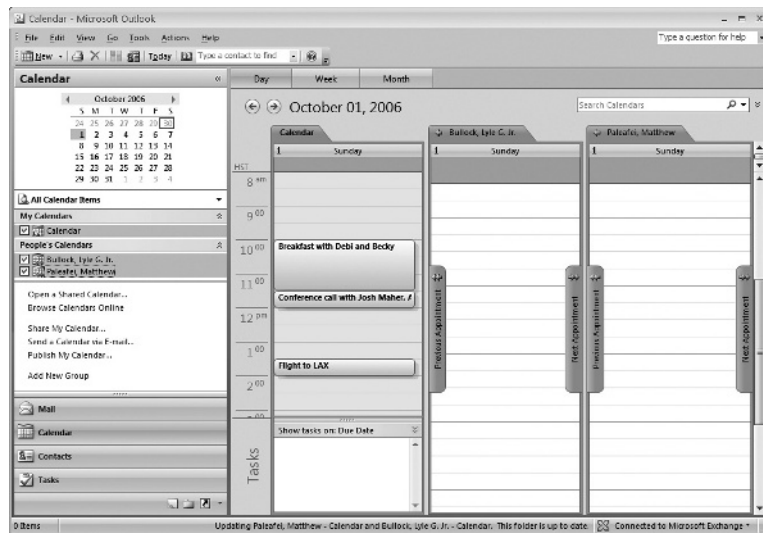 Calendar - Microsoft Outlook
File Edit View Go Tools Actions Help
Type a question for help
New Today Type a contact to find
Calendar «
Day Week Month
October 2006
S M T W T F S
24 25 26 27 28 29 30
1 2 3 4 5 6 7
8 9 10 11 12 13 14
15 16 17 18 19 20 21
22 23 24 25 26 27 28
29 30 31 1 2 3 4
October 01, 2006
Search Calendars
All Calendar Items
My Calendars
Calendar
People's Calendars
Bullock, Lyle G. Jr.
Paleafei, Matthew
Open a Shared Calendar...
Browse Calendars Online
Share My Calendar...
Send a Calendar via E-mail...
Publish My Calendar...
Add New Group
Mail
Calendar
Contacts
Tasks
Calendar
Bullock, Lyle G. Jr.
Paleafei, Matthew
1 Sunday
1 Sunday
1 Sunday
HST
8 am
9 00
10 00
Breakfast with Debi and Becky
11 00
Conference call with Josh Maher, A
12 pm
1 00
Flight to LAX
2 00
Previous Appointment
Next Appointment
Previous Appointment
Next Appointment
Tasks
Show tasks on: Due Date
0 Items
Updating Paleafei, Matthew - Calendar and Bullock, Lyle G. Jr. - Calendar. This folder is up to date.
Connected to Microsoft Exchange